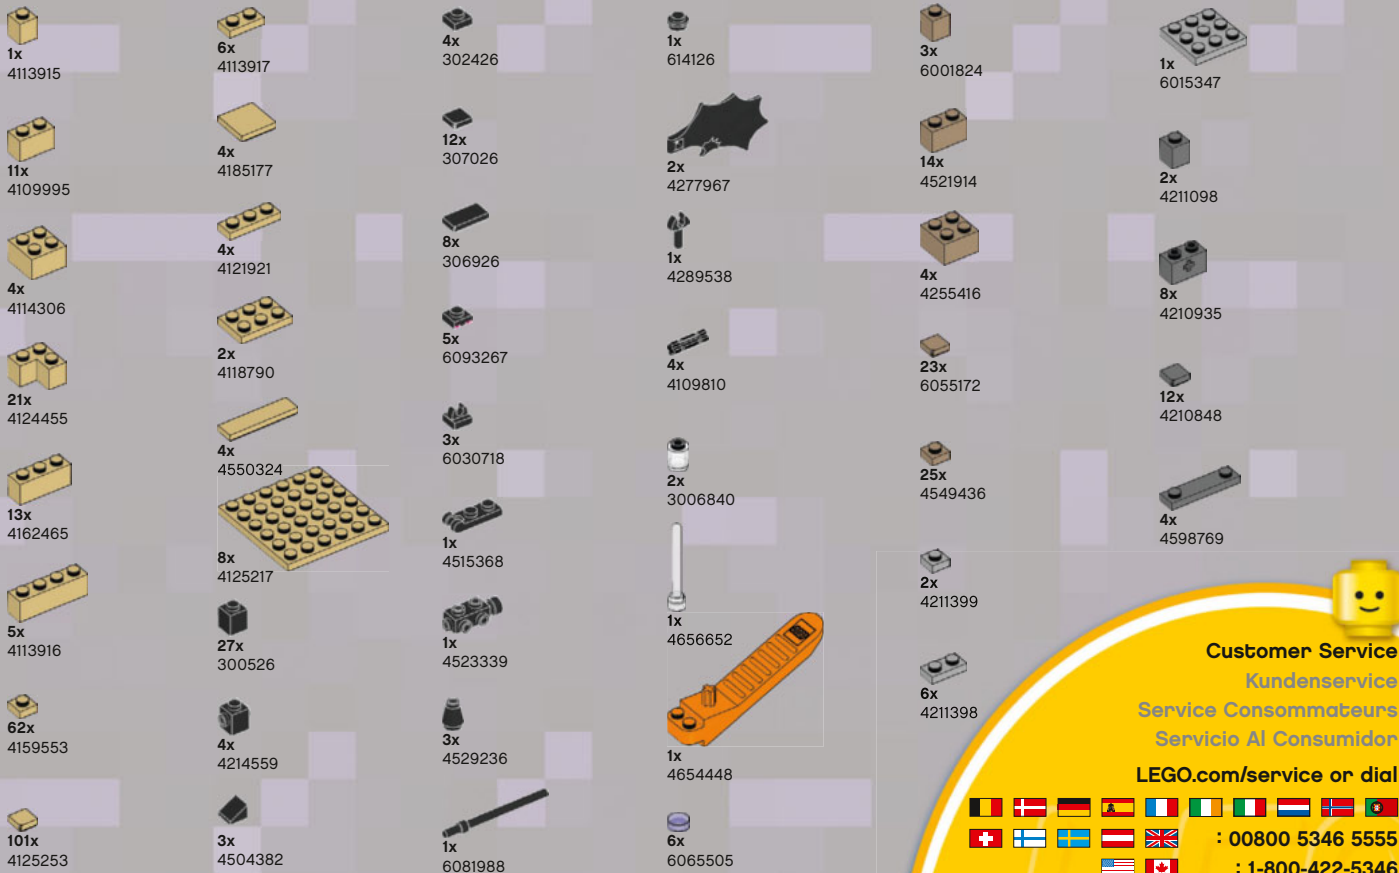 1x
4113915
11x
4109995
4x
4114306
21x
4124455
13x
4162465
5x
4113916
62x
4159553
101x
4125253
6x
4113917
4x
4185177
4x
4121921
2x
4118790
4x
4550324
8x
4125217
27x
300526
4x
4214559
3x
4504382
4x
302426
12x
307026
8x
306926
5x
6093267
3x
6030718
1x
4515368
1x
4523339
3x
4529236
1x
6081988
1x
614126
2x
4277967
1x
4289538
4x
4109810
2x
3006840
1x
4656652
1x
4654448
6x
6065505
3x
6001824
14x
4521914
4x
4255416
23x
6055172
25x
4549436
2x
4211399
6x
4211398
1x
6015347
2x
4211098
8x
4210935
12x
4210848
4x
4598769
Customer Service
Kundenservice
Service Consommateurs
Servicio Al Consumidor
LEGO.com/service or dial
: 00800 5346 5555
: 1-800-422-5346